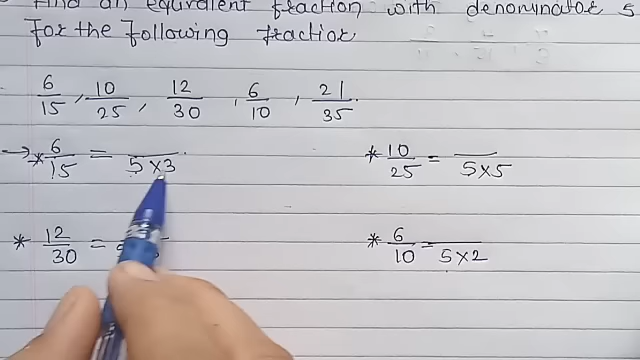 Find an equivalent fraction with denominator 5
for the following fraction
6/15, 10/25, 12/30, 6/10, 21/35.
→ * 6/15 = /5×3 * 10/25 = /5×5
* 12/30 = * 6/10 = /5×2